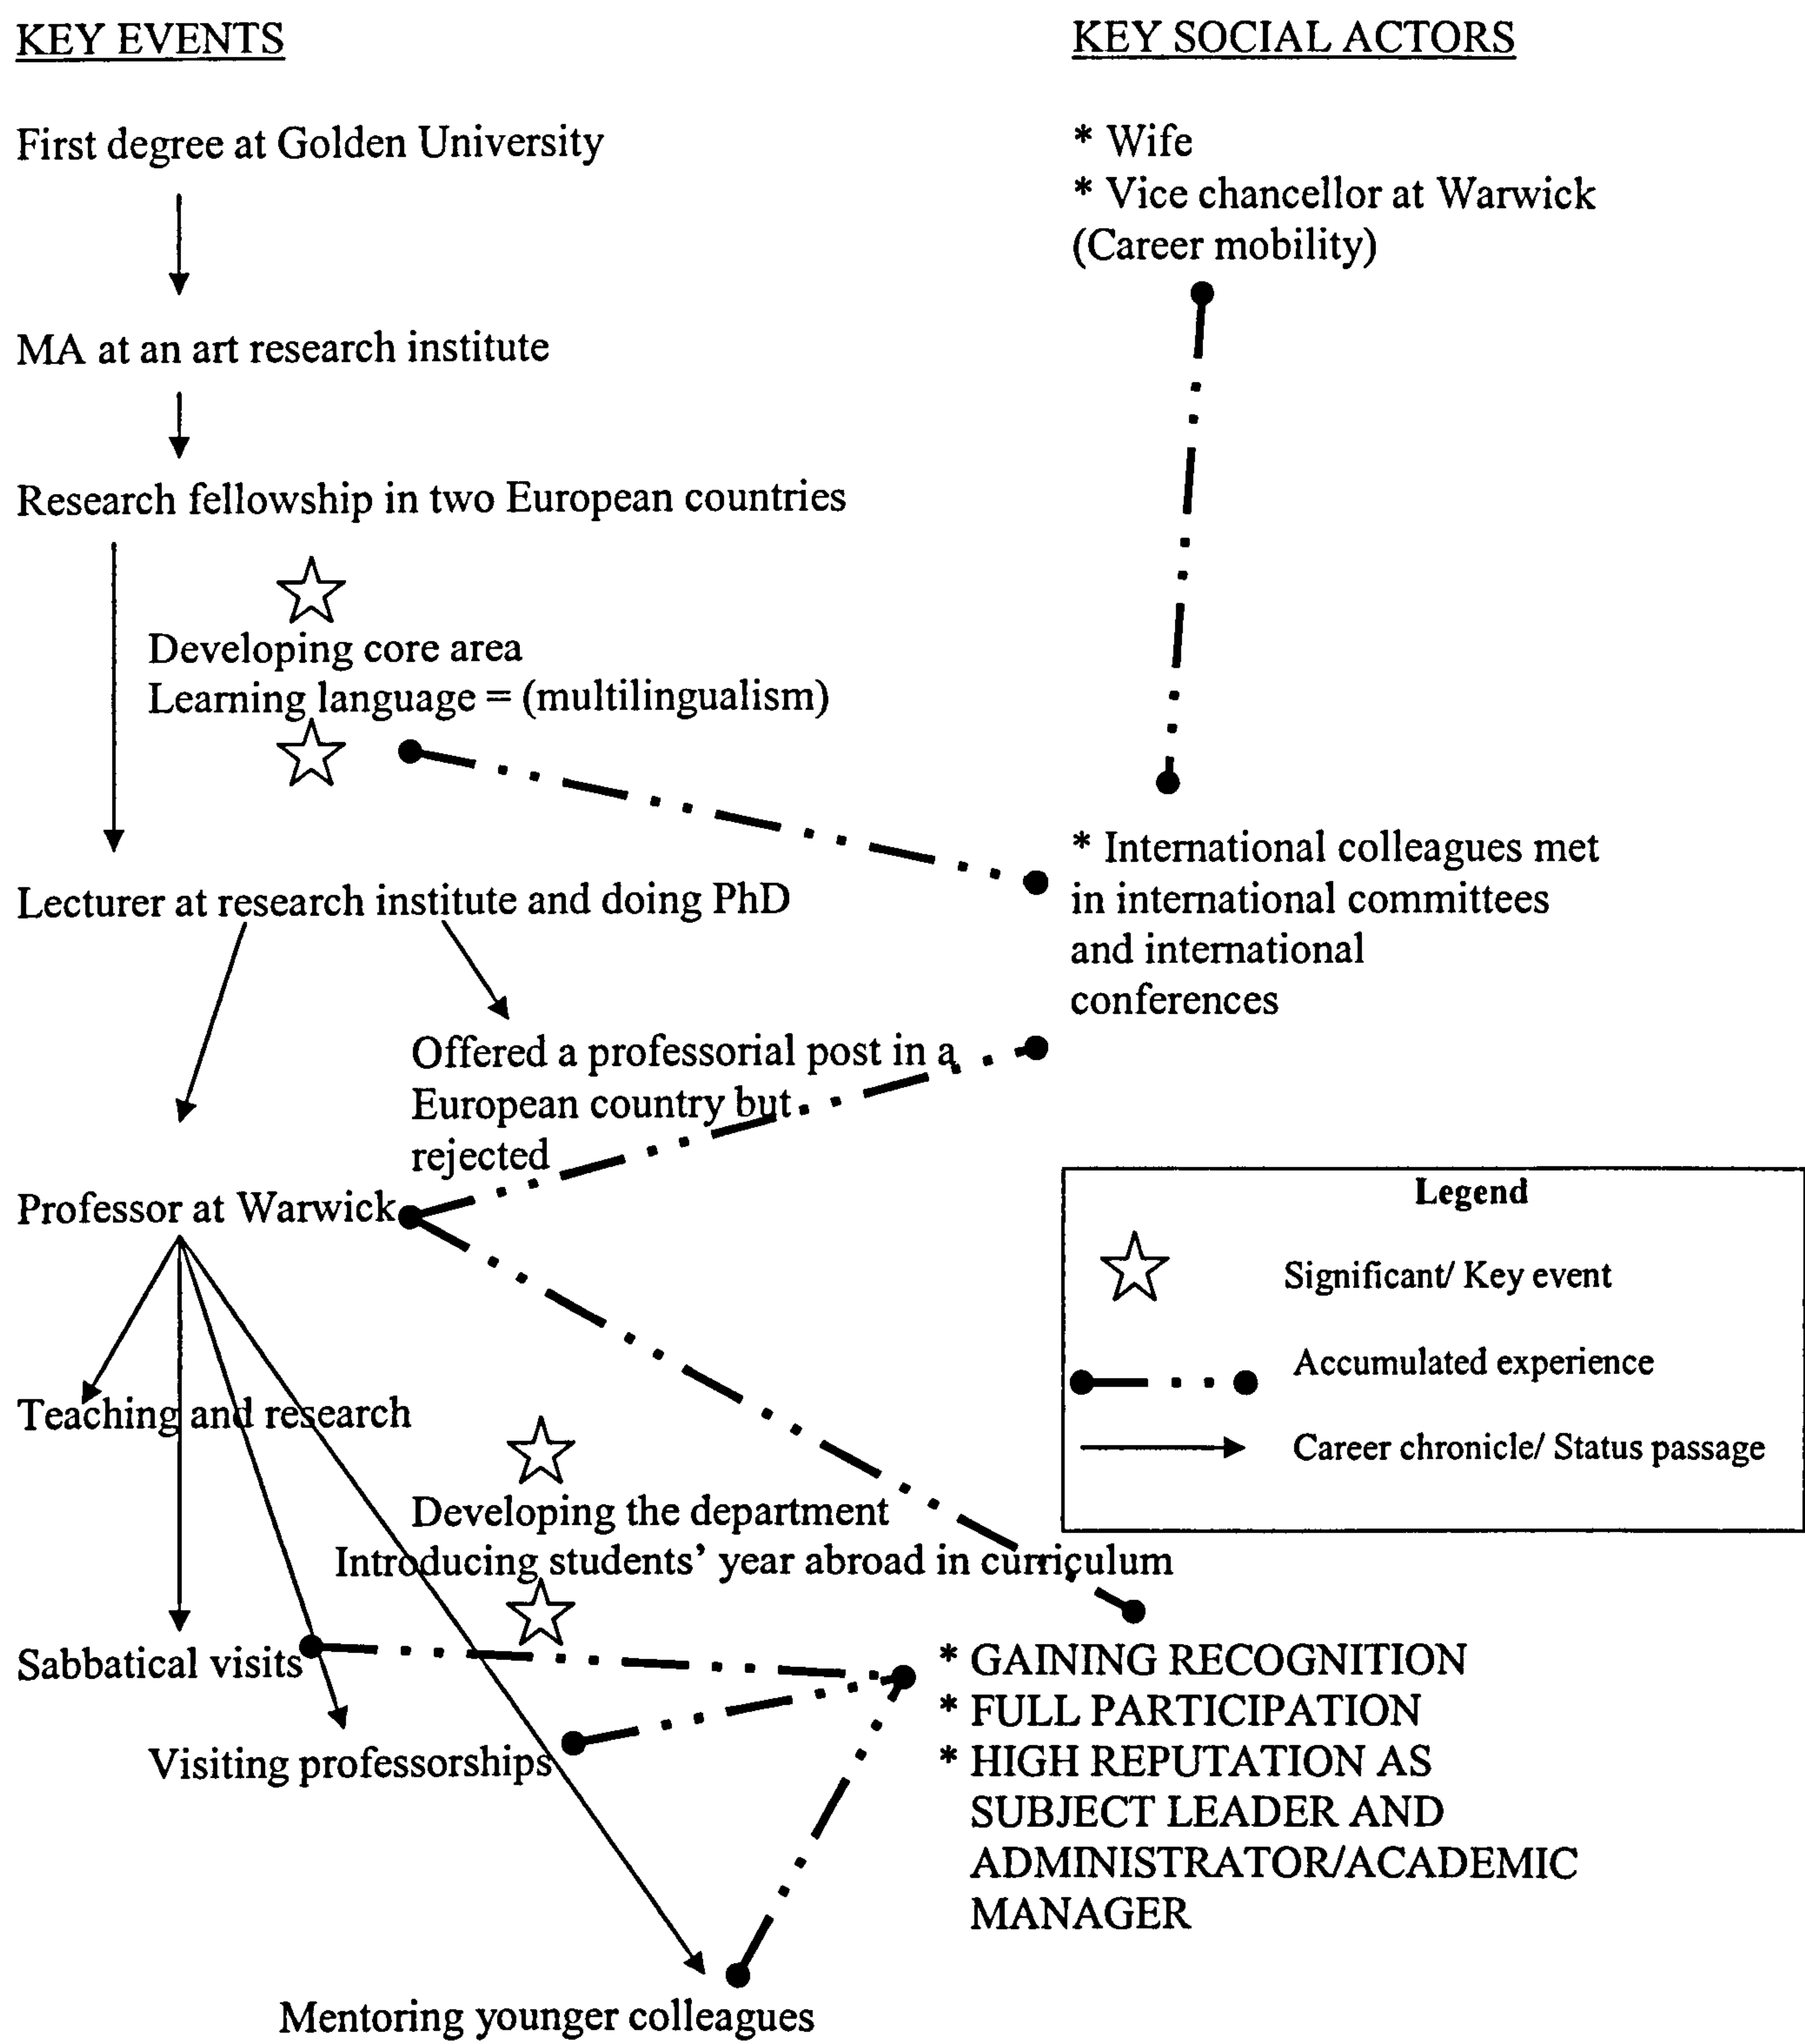 KEY EVENTS
First degree at Golden University
MA at an art research institute
Research fellowship in two European countries
Developing core area
Learning language = (multilingualism)
Lecturer at research institute and doing PhD
Offered a professorial post in a
European country but
rejected
Professor at Warwick
Teaching and research
Developing the department
Introducing students' year abroad in curriculum
Sabbatical visits
Visiting professorships
Mentoring younger colleagues
KEY SOCIAL ACTORS
* Wife
* Vice chancellor at Warwick
(Career mobility)
* International colleagues met
in international committees
and international
conferences
Legend
Significant/ Key event
Accumulated experience
Career chronicle/ Status passage
* GAINING RECOGNITION
* FULL PARTICIPATION
* HIGH REPUTATION AS
SUBJECT LEADER AND
ADMINISTRATOR/ACADEMIC
MANAGER